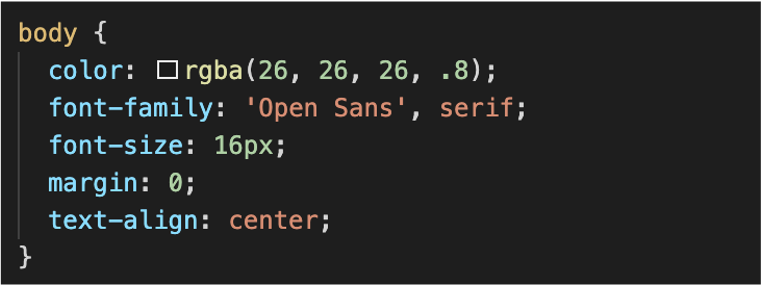 body {
  color: rgba(26, 26, 26, .8);
  font-family: 'Open Sans', serif;
  font-size: 16px;
  margin: 0;
  text-align: center;
}